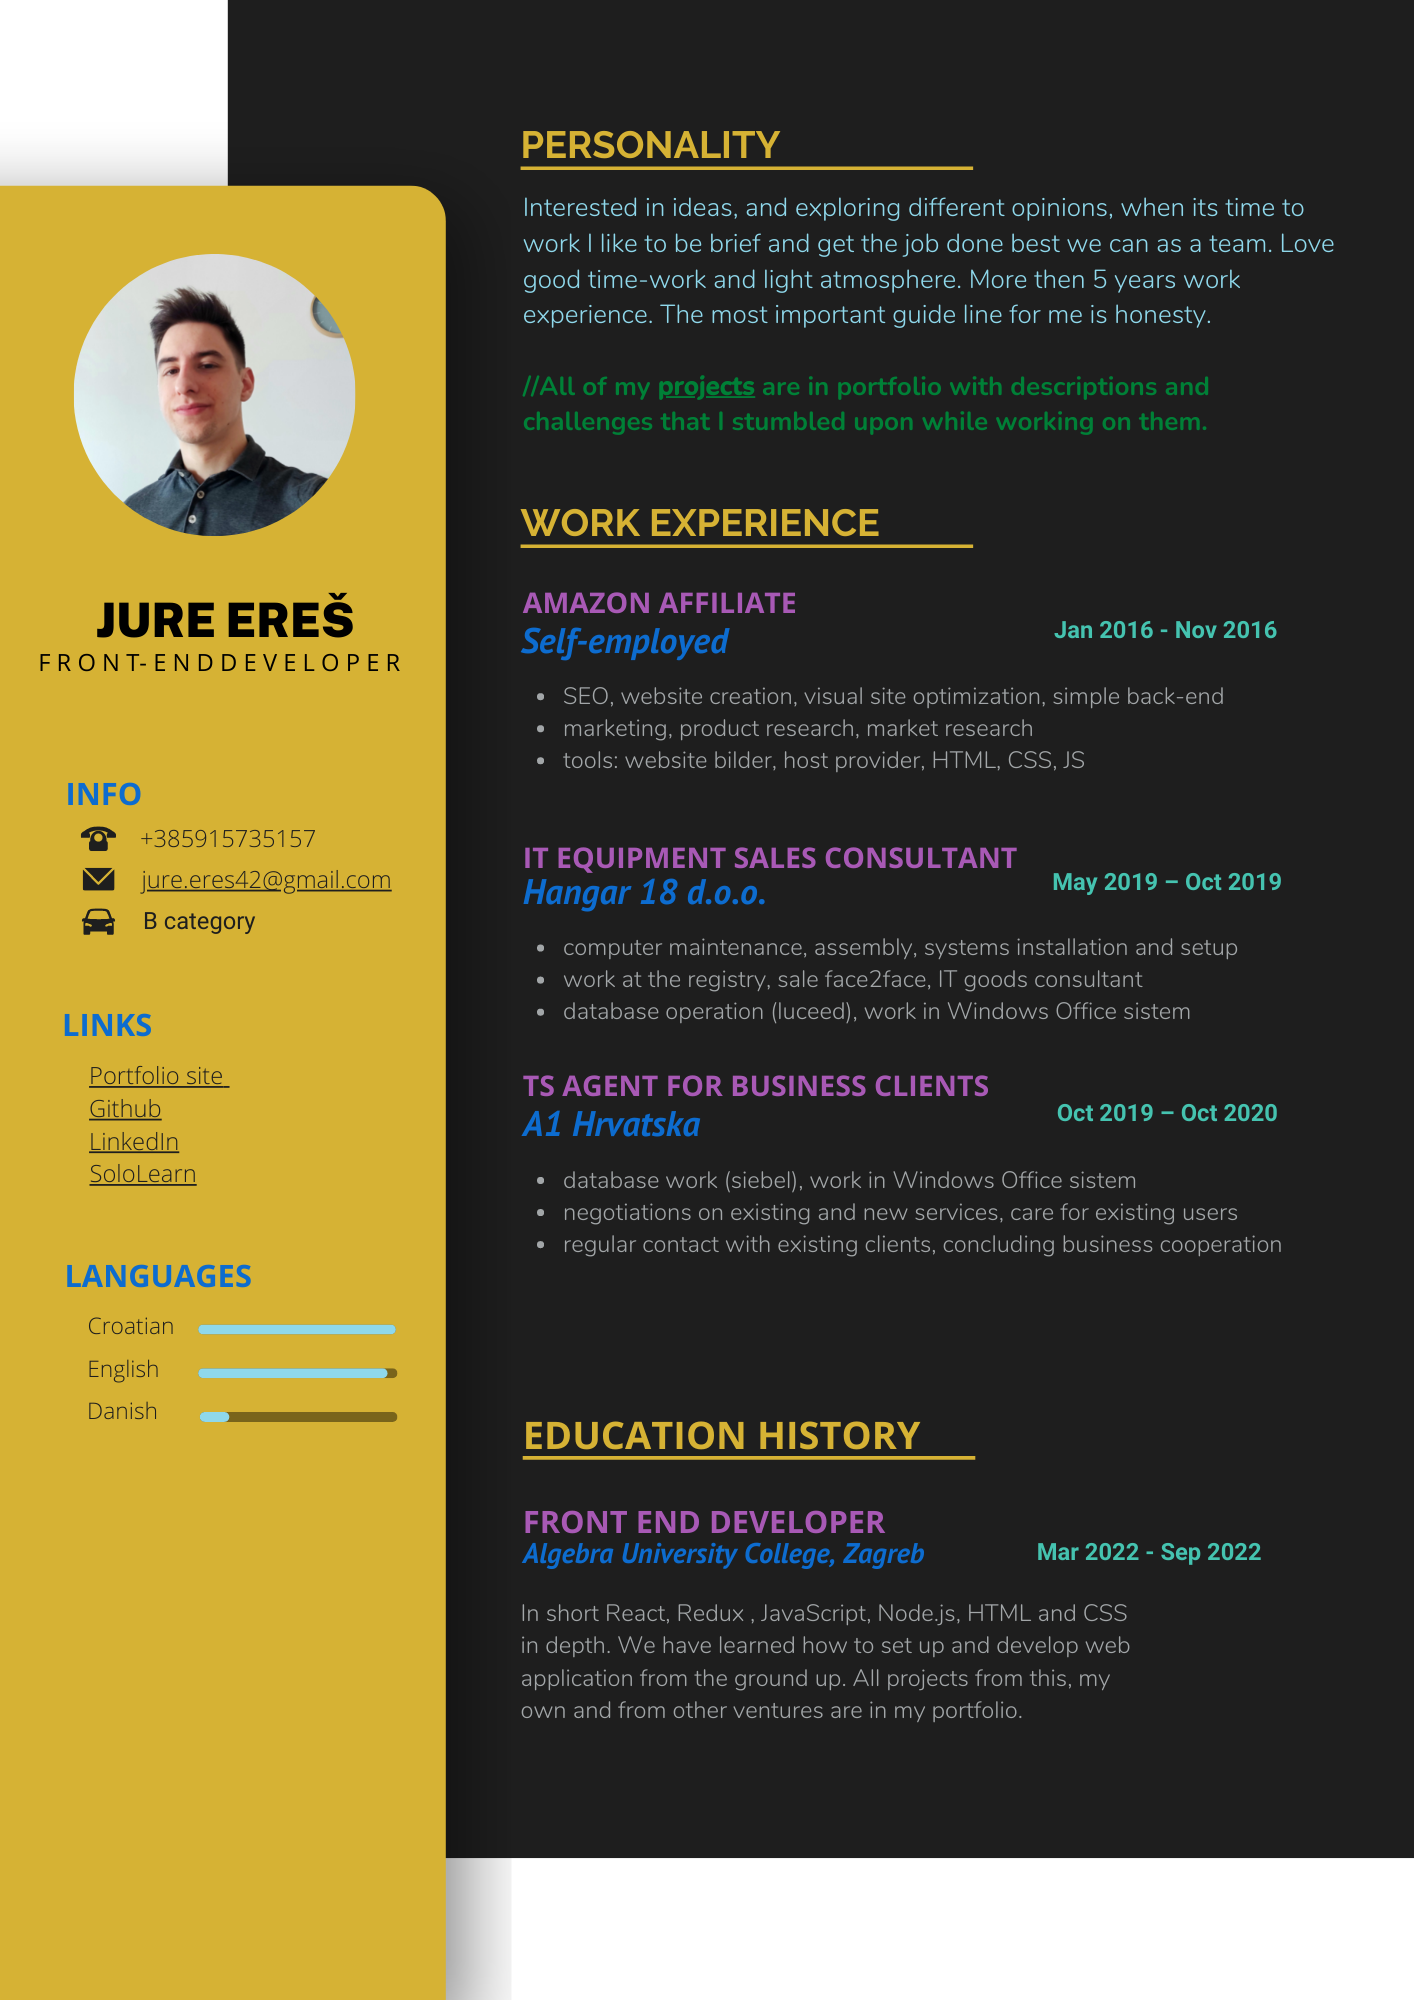 JURE EREŠ
FRONT-ENDDEVELOPER
INFO
+385915735157
jure.eres42@gmail.com
B category
LINKS
Portfolio site
Github
LinkedIn
SoloLearn
LANGUAGES
Croatian
English
Danish
PERSONALITY
Interested in ideas, and exploring different opinions, when its time to
work I like to be brief and get the job done best we can as a team. Love
good time-work and light atmosphere. More then 5 years work
experience. The most important guide line for me is honesty.
//All of my projects are in portfolio with descriptions and
challenges that I stumbled upon while working on them.
WORK EXPERIENCE
AMAZON AFFILIATE
Self-employed
Jan 2016 - Nov 2016
• SEO, website creation, visual site optimization, simple back-end
• marketing, product research, market research
• tools: website bilder, host provider, HTML, CSS, JS
IT EQUIPMENT SALES CONSULTANT
Hangar 18 d.o.o.
May 2019 – Oct 2019
• computer maintenance, assembly, systems installation and setup
• work at the registry, sale face2face, IT goods consultant
• database operation (luceed), work in Windows Office sistem
TS AGENT FOR BUSINESS CLIENTS
A1 Hrvatska
Oct 2019 – Oct 2020
• database work (siebel), work in Windows Office sistem
• negotiations on existing and new services, care for existing users
• regular contact with existing clients, concluding business cooperation
EDUCATION HISTORY
FRONT END DEVELOPER
Algebra University College, Zagreb
Mar 2022 - Sep 2022
In short React, Redux , JavaScript, Node.js, HTML and CSS
in depth. We have learned how to set up and develop web
application from the ground up. All projects from this, my
own and from other ventures are in my portfolio.